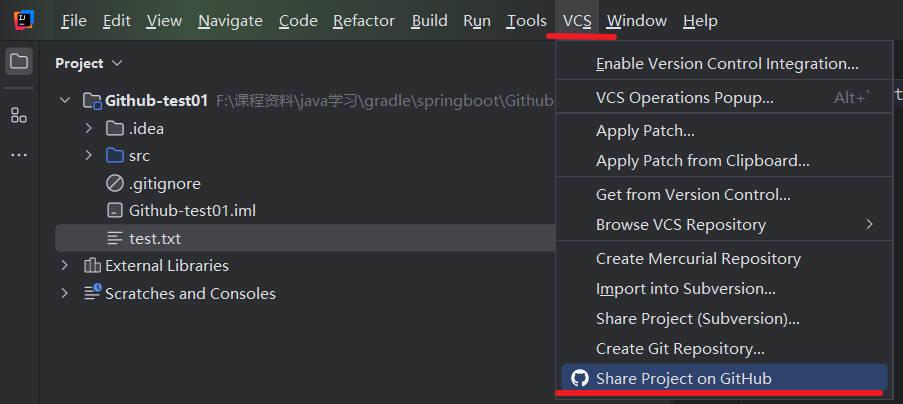 File Edit View Navigate Code Refactor Build Run Tools VCS Window Help
Project
Github-test01 F:\课程资料\java学习\gradle\springboot\Github
.idea
src
.gitignore
Github-test01.iml
test.txt
External Libraries
Scratches and Consoles
Enable Version Control Integration...
VCS Operations Popup... Alt+`
Apply Patch...
Apply Patch from Clipboard...
Get from Version Control...
Browse VCS Repository
Create Mercurial Repository
Import into Subversion...
Share Project (Subversion)...
Create Git Repository...
Share Project on GitHub